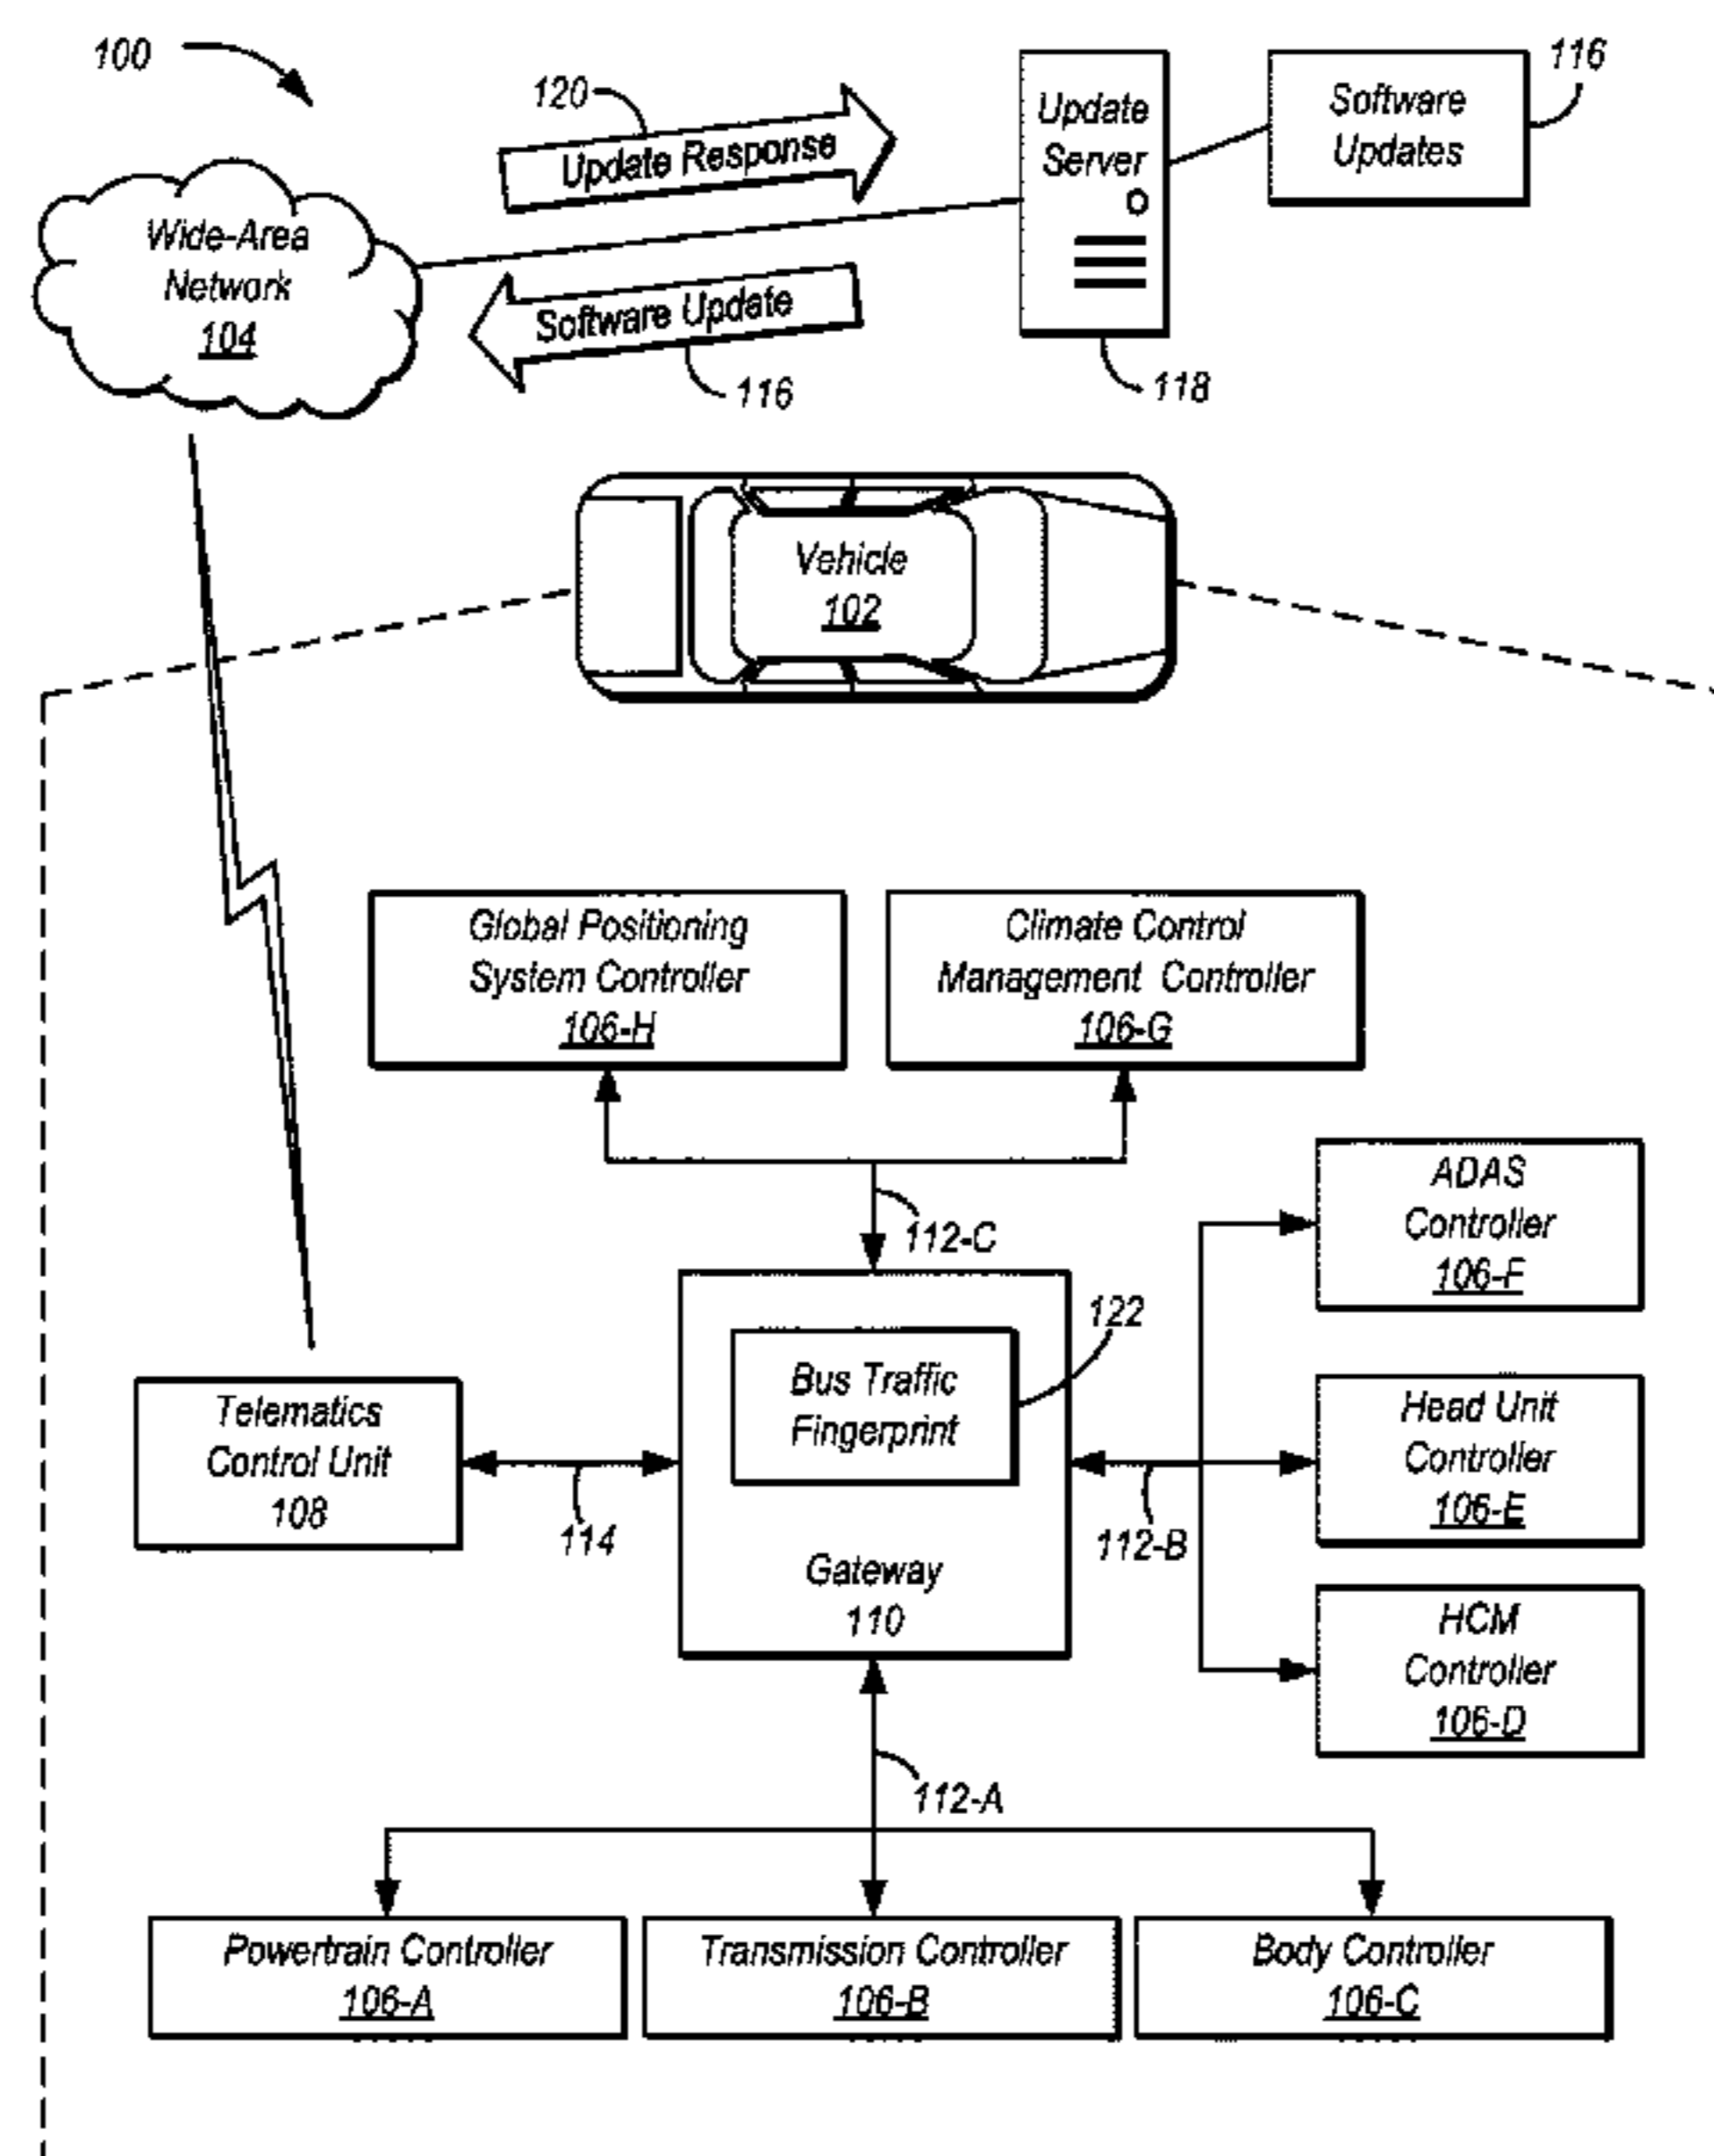 100
120
Update Response
Update
Server
Software
Updates
116
Wide-Area
Network
104
Software Update
116
118
Vehicle
102
Global Positioning
System Controller
106-H
Climate Control
Management Controller
106-G
112-C
ADAS
Controller
106-F
122
Bus Traffic
Fingerprint
Telematics
Control Unit
108
114
Gateway
110
112-B
Head Unit
Controller
106-E
HCM
Controller
106-D
112-A
Powertrain Controller
106-A
Transmission Controller
106-B
Body Controller
106-C